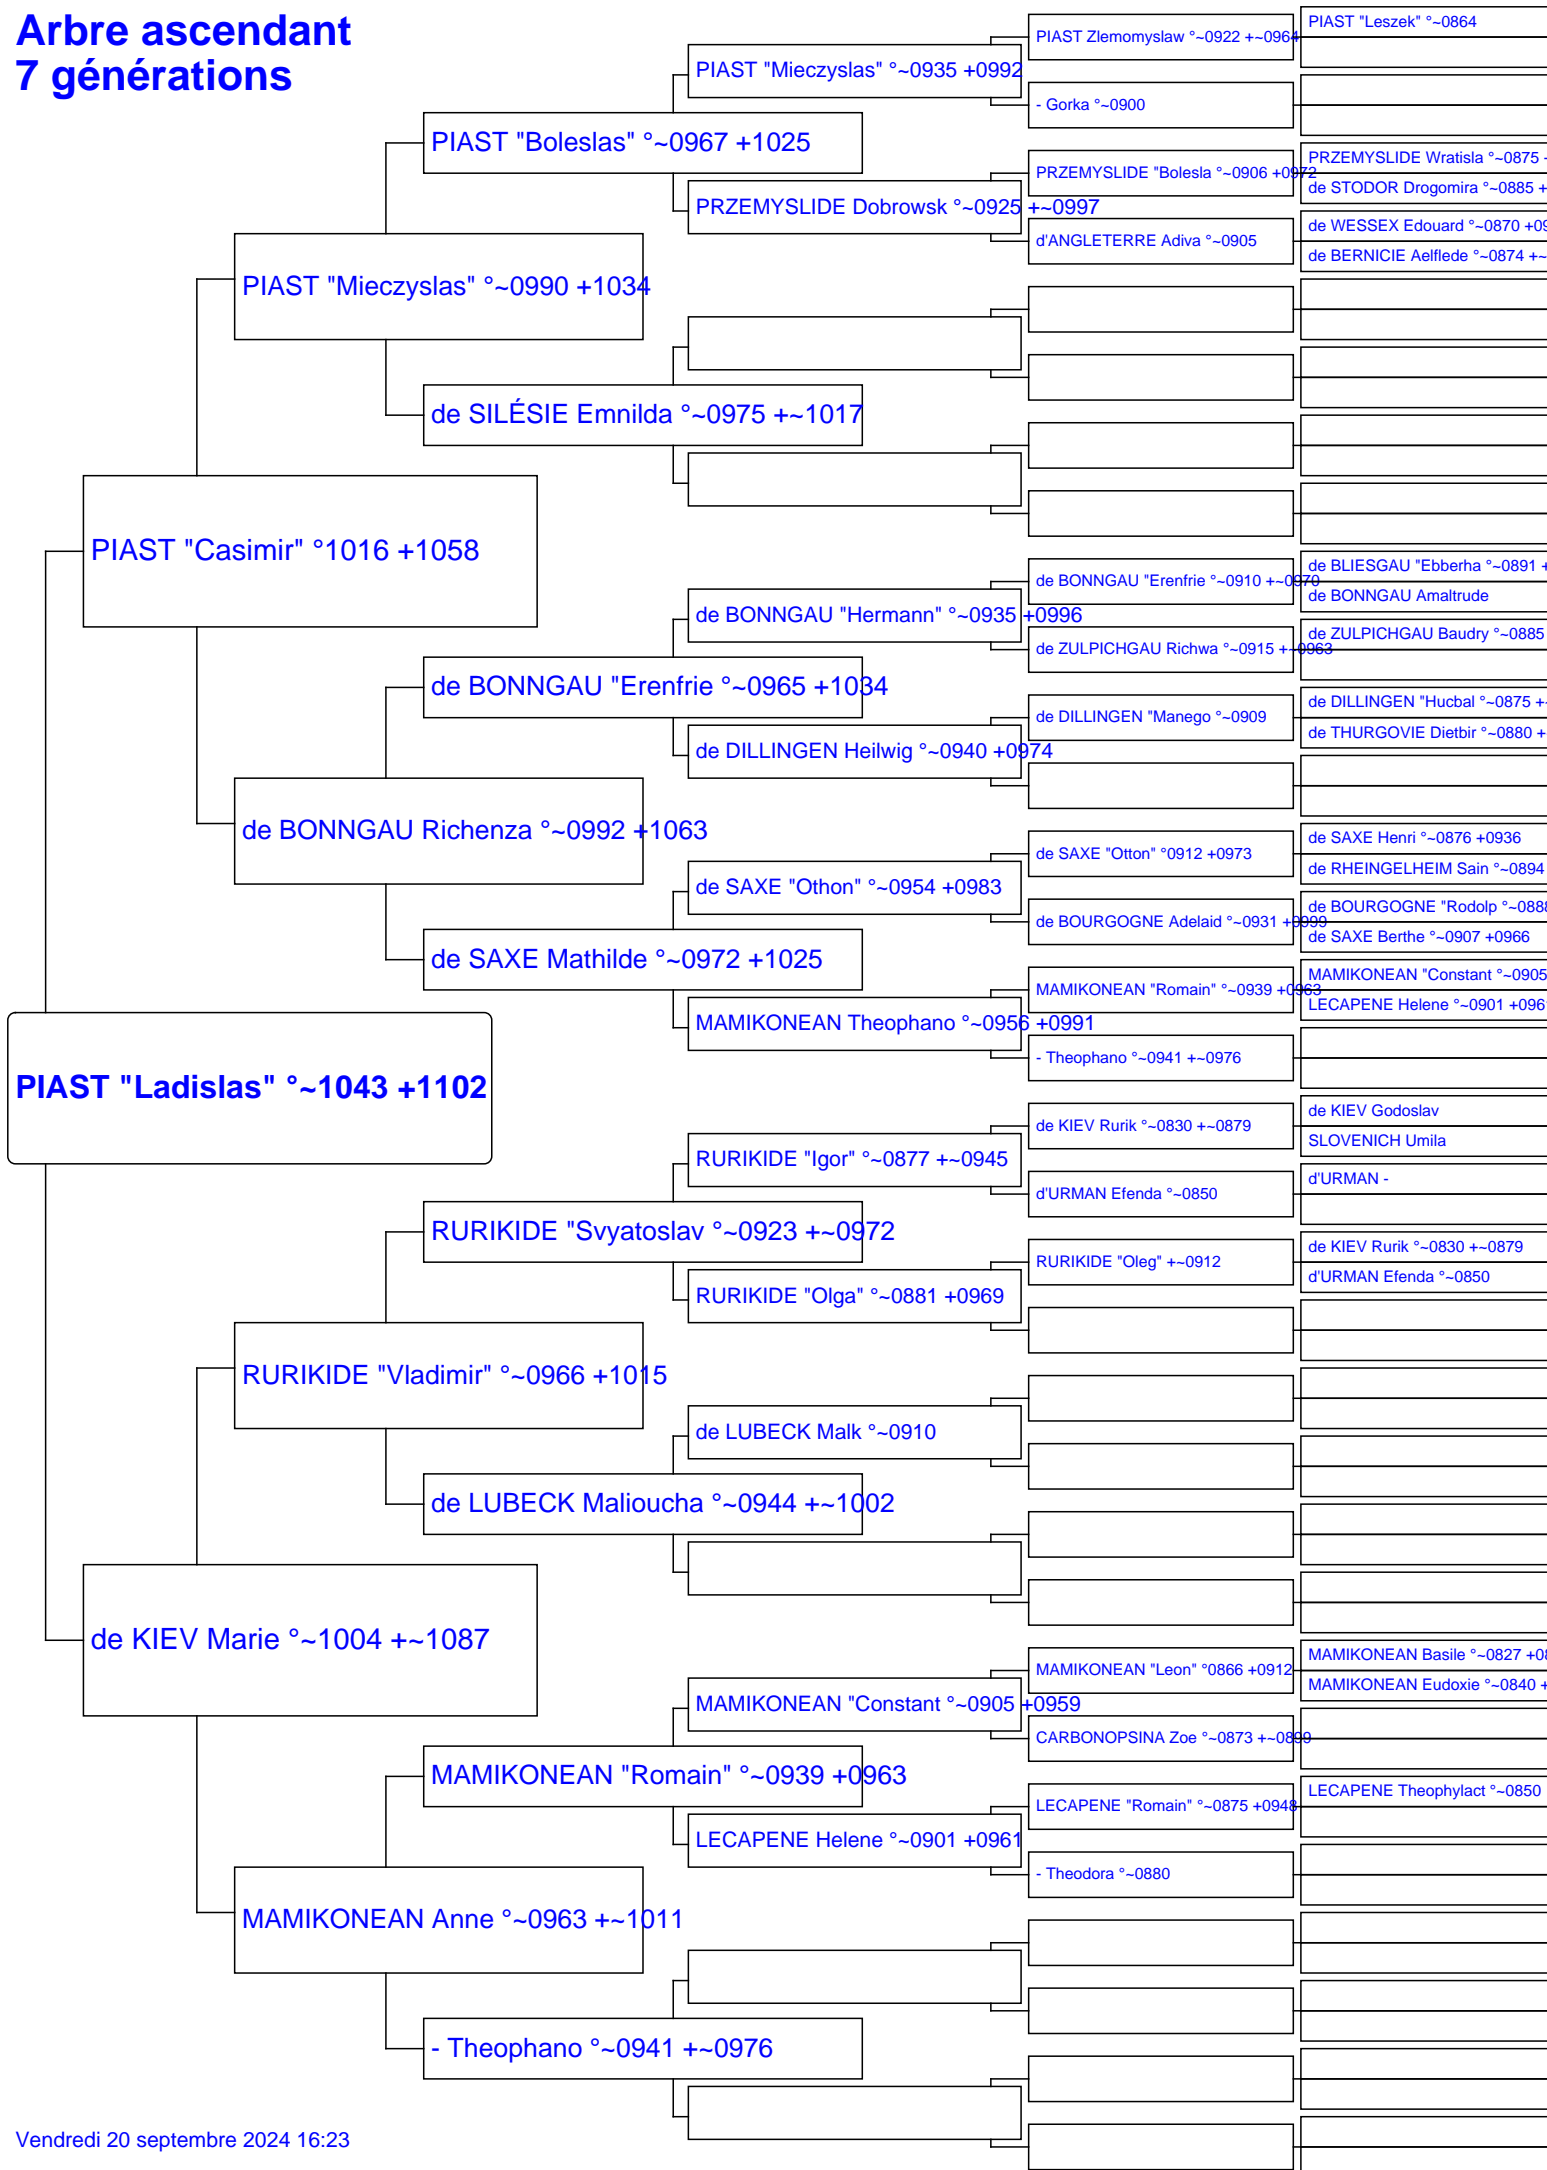 Arbre ascendant
7 générations
PIAST "Ladislas" °~1043 +1102
PIAST "Casimir" °1016 +1058
de KIEV Marie °~1004 +~1087
PIAST "Mieczyslas" °~0990 +1034
de BONNGAU Richenza °~0992 +1063
RURIKIDE "Vladimir" °~0966 +1015
MAMIKONEAN Anne °~0963 +~1011
PIAST "Boleslas" °~0967 +1025
de SILÉSIE Emnilda °~0975 +~1017
de BONNGAU "Erenfrie °~0965 +1034
de SAXE Mathilde °~0972 +1025
RURIKIDE "Svyatoslav °~0923 +~0972
de LUBECK Malioucha °~0944 +~1002
MAMIKONEAN "Romain" °~0939 +0963
- Theophano °~0941 +~0976
PIAST "Mieczyslas" °~0935 +0992
PRZEMYSLIDE Dobrowsk °~0925 +~0997
de BONNGAU "Hermann" °~0935 +0996
de DILLINGEN Heilwig °~0940 +0974
de SAXE "Othon" °~0954 +0983
MAMIKONEAN Theophano °~0956 +0991
RURIKIDE "Igor" °~0877 +~0945
RURIKIDE "Olga" °~0881 +0969
de LUBECK Malk °~0910
MAMIKONEAN "Constant °~0905 +0959
LECAPENE Helene °~0901 +0961
PIAST Zlemomyslaw °~0922 +~0964
- Gorka °~0900
PRZEMYSLIDE "Bolesla °~0906 +0972
d'ANGLETERRE Adiva °~0905
de BONNGAU "Erenfrie °~0910 +~0970
de ZULPICHGAU Richwa °~0915 +~0963
de DILLINGEN "Manego °~0909
de SAXE "Otton" °0912 +0973
de BOURGOGNE Adelaid °~0931 +0999
MAMIKONEAN "Romain" °~0939 +0963
- Theophano °~0941 +~0976
de KIEV Rurik °~0830 +~0879
d'URMAN Efenda °~0850
RURIKIDE "Oleg" +~0912
MAMIKONEAN "Leon" °0866 +0912
CARBONOPSINA Zoe °~0873 +~0899
LECAPENE "Romain" °~0875 +0948
- Theodora °~0880
PIAST "Leszek" °~0864
PRZEMYSLIDE Wratisla °~0875 +
de STODOR Drogomira °~0885 +
de WESSEX Edouard °~0870 +09
de BERNICIE Aelflede °~0874 +~
de BLIESGAU "Ebberha °~0891 +
de BONNGAU Amaltrude
de ZULPICHGAU Baudry °~0885
de DILLINGEN "Hucbal °~0875 +~
de THURGOVIE Dietbir °~0880 +
de SAXE Henri °~0876 +0936
de RHEINGELHEIM Sain °~0894
de BOURGOGNE "Rodolp °~0888
de SAXE Berthe °~0907 +0966
MAMIKONEAN "Constant °~0905
LECAPENE Helene °~0901 +0961
de KIEV Godoslav
SLOVENICH Umila
d'URMAN -
de KIEV Rurik °~0830 +~0879
d'URMAN Efenda °~0850
MAMIKONEAN Basile °~0827 +08
MAMIKONEAN Eudoxie °~0840 +
LECAPENE Theophylact °~0850
Vendredi 20 septembre 2024 16:23